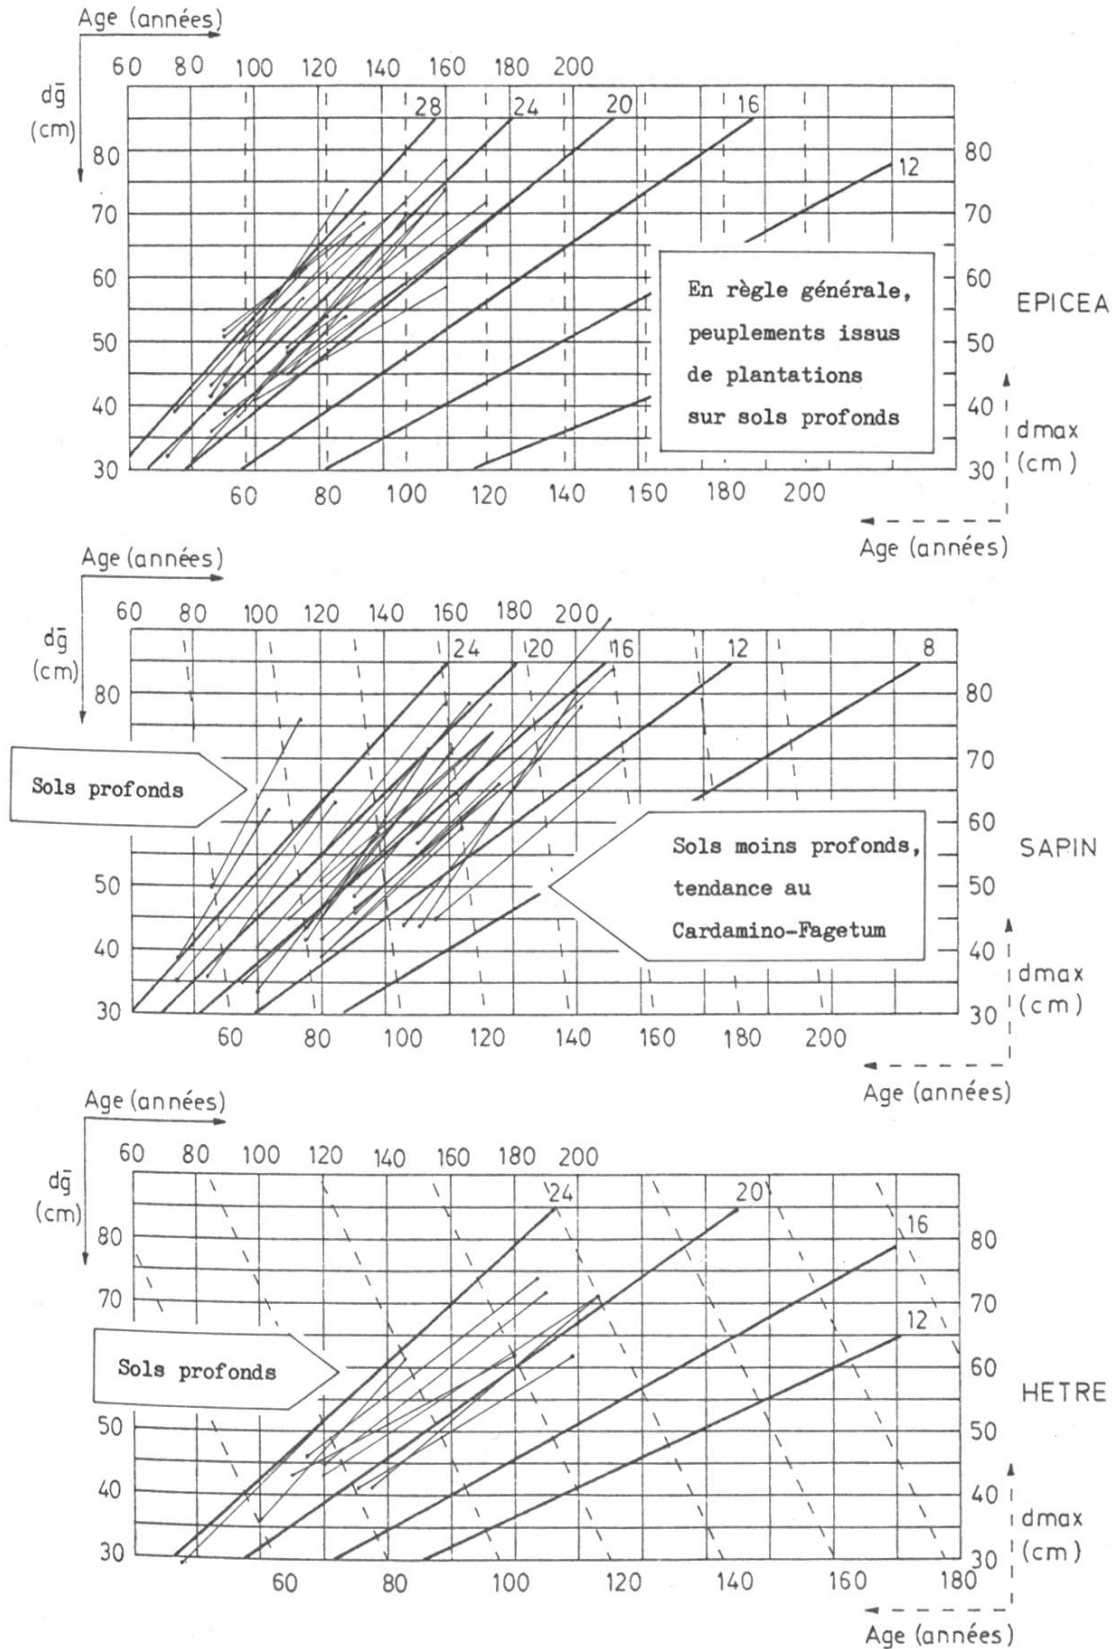 Age (années)
60 80 100 120 140 160 180 200
dḡ
(cm)
28 24 20 16
12
80 80
70 70
60 60
50 50
40 40
30 30
En règle générale,
peuplements issus
de plantations
sur sols profonds
EPICEA
dmax
(cm)
60 80 100 120 140 160 180 200
Age (années)
Age (années)
60 80 100 120 140 160 180 200
dḡ
(cm)
24 20 16 12 8
80 80
70
Sols profonds
60
50 50
40 40
30 30
Sols moins profonds,
tendance au
Cardamino-Fagetum
SAPIN
dmax
(cm)
60 80 100 120 140 160 180 200
Age (années)
Age (années)
60 80 100 120 140 160 180 200
dḡ
(cm)
24 20
16
12
80 80
70 70
60
Sols profonds
50 50
40 40
30 30
HETRE
dmax
(cm)
60 80 100 120 140 160 180
Age (années)